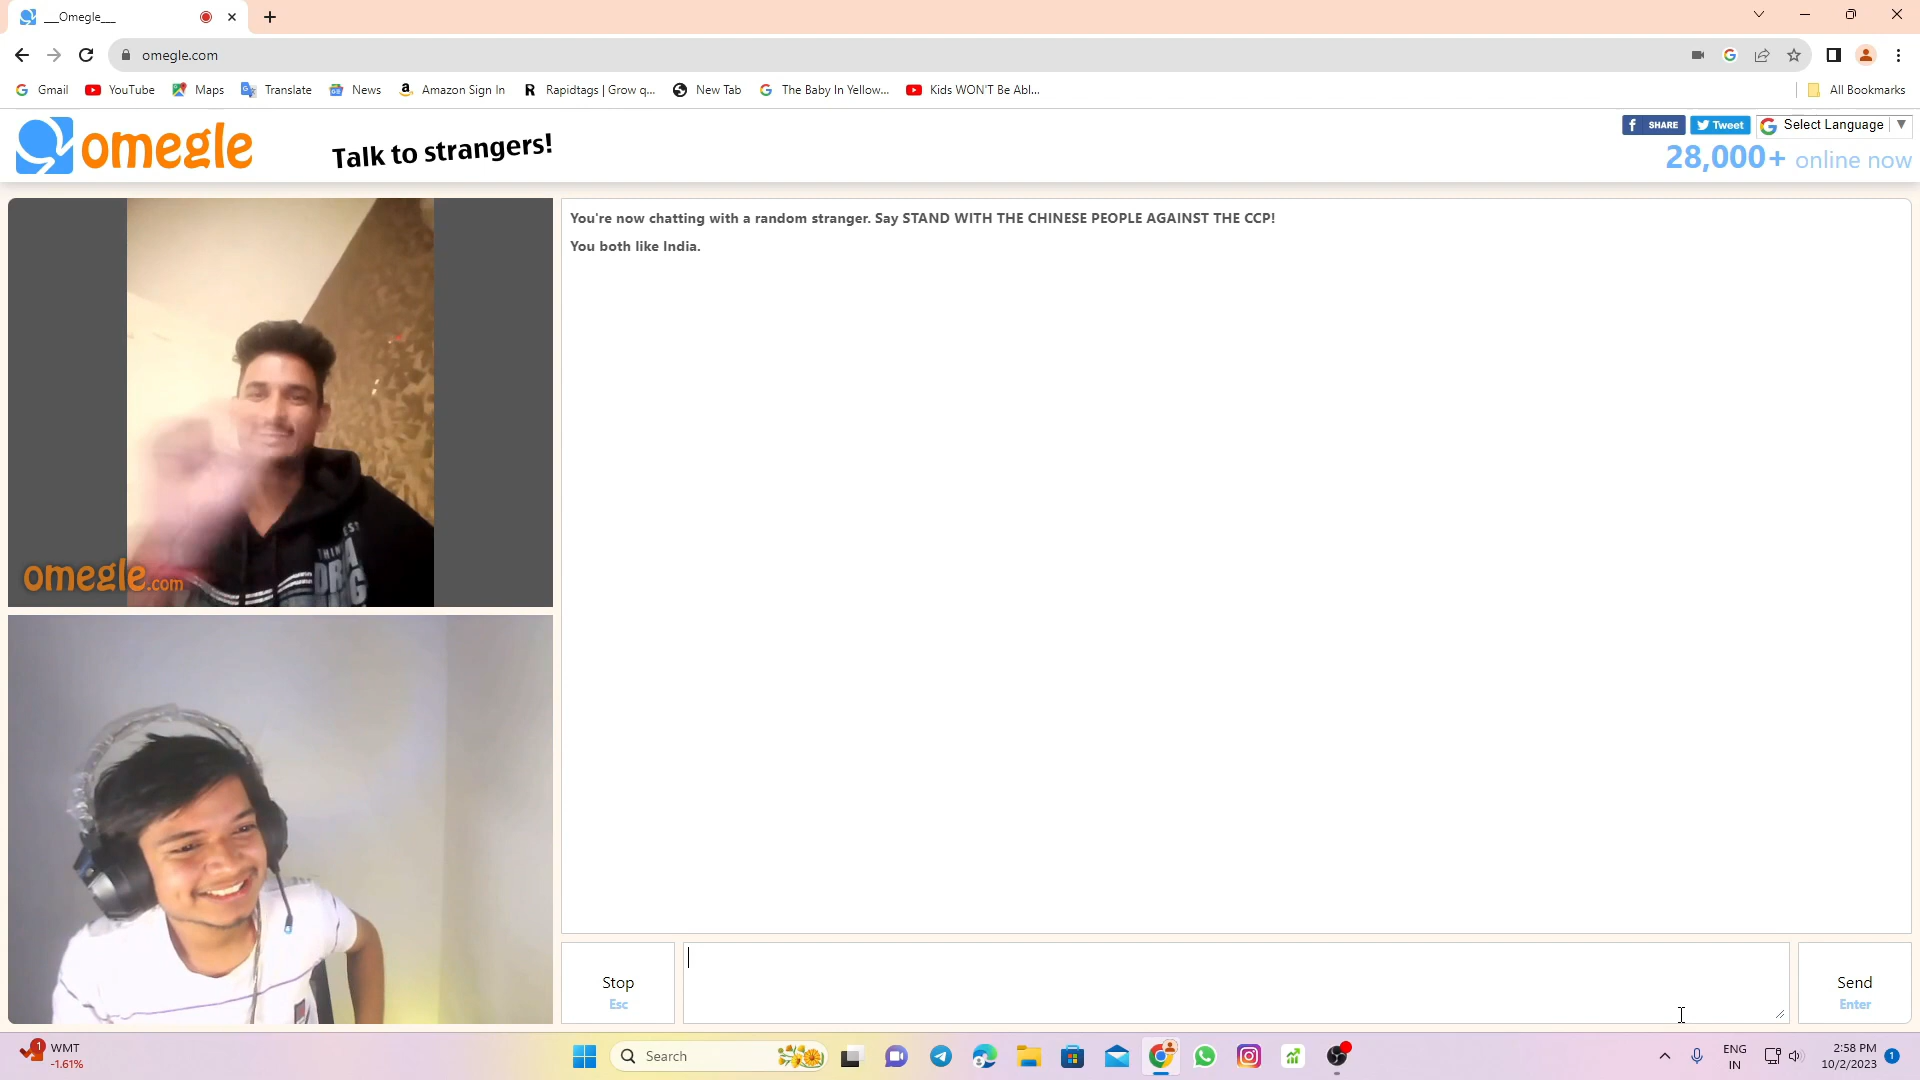 __Omegle__
omegle.com
Gmail
YouTube
Maps
Translate
News
Amazon Sign In
Rapidtags | Grow q...
New Tab
The Baby In Yellow...
Kids WON'T Be Abl...
All Bookmarks
omegle
Talk to strangers!
SHARE
Tweet
Select Language
28,000+ online now
You're now chatting with a random stranger. Say STAND WITH THE CHINESE PEOPLE AGAINST THE CCP!
You both like India.
omegle.com
Stop
Esc
Send
Enter
1
WMT
-1.61%
Search
ENG
IN
2:58 PM
10/2/2023
1